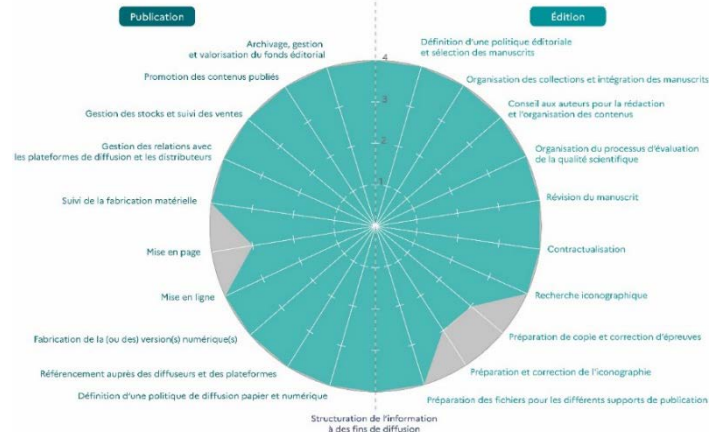 Publication
Édition
Archivage, gestion
et valorisation du fonds éditorial
Promotion des contenus publiés
Gestion des stocks et suivi des ventes
Gestion des relations avec
les plateformes de diffusion et les distributeurs
Suivi de la fabrication matérielle
Mise en page
Mise en ligne
Fabrication de la (ou des) version(s) numérique(s)
Référencement auprès des diffuseurs et des plateformes
Définition d'une politique de diffusion papier et numérique
Structuration de l'information
à des fins de diffusion
4
3
2
1
Définition d'une politique éditoriale
et sélection des manuscrits
Organisation des collections et intégration des manuscrits
Conseil aux auteurs pour la rédaction
et l'organisation des contenus
Organisation du processus d'évaluation
de la qualité scientifique
Révision du manuscrit
Contractualisation
Recherche iconographique
Préparation de copie et correction d'épreuves
Préparation et correction de l'iconographie
Préparation des fichiers pour les différents supports de publication